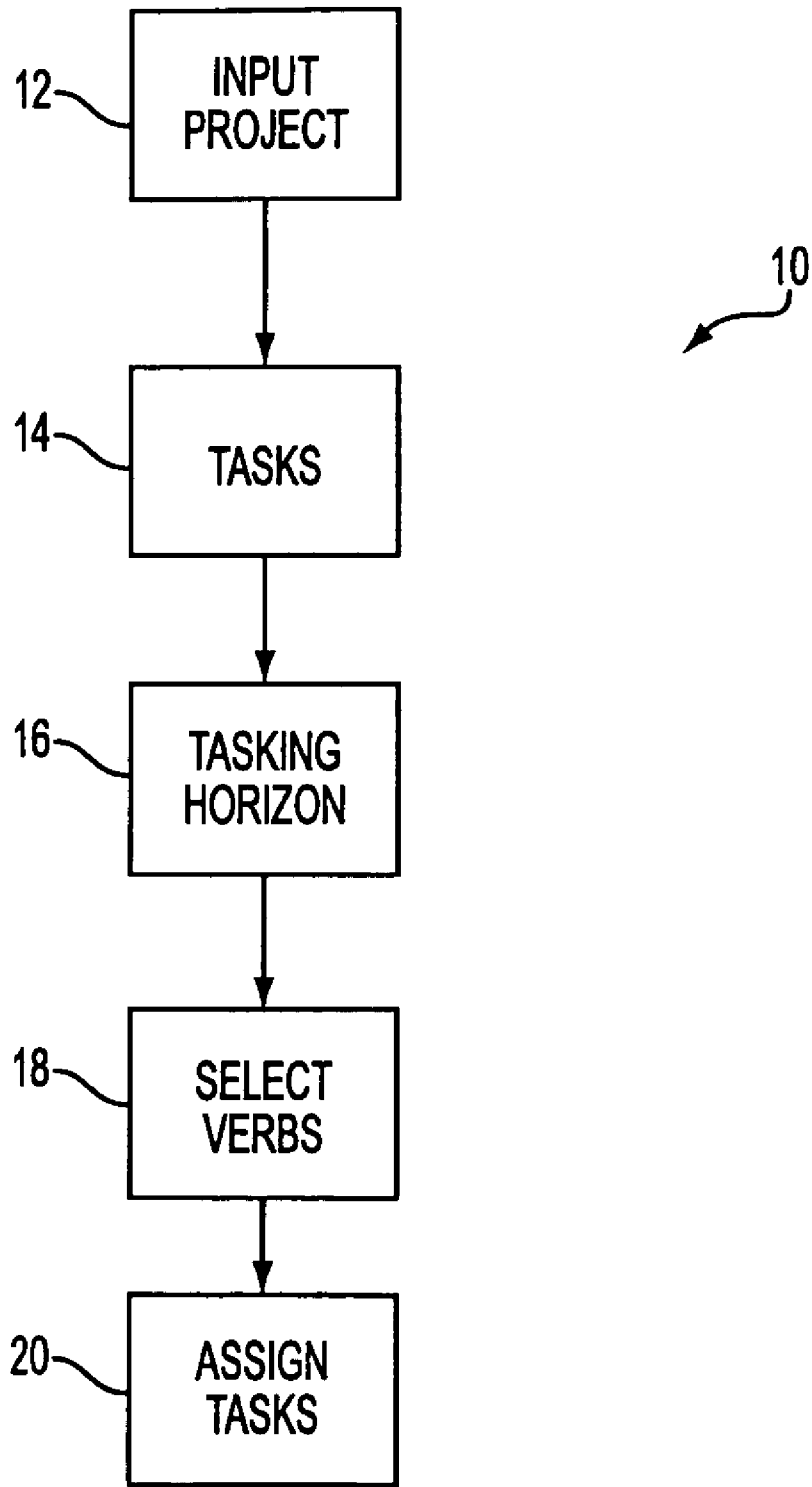 12
INPUT
PROJECT
10
14
TASKS
16
TASKING
HORIZON
18
SELECT
VERBS
20
ASSIGN
TASKS